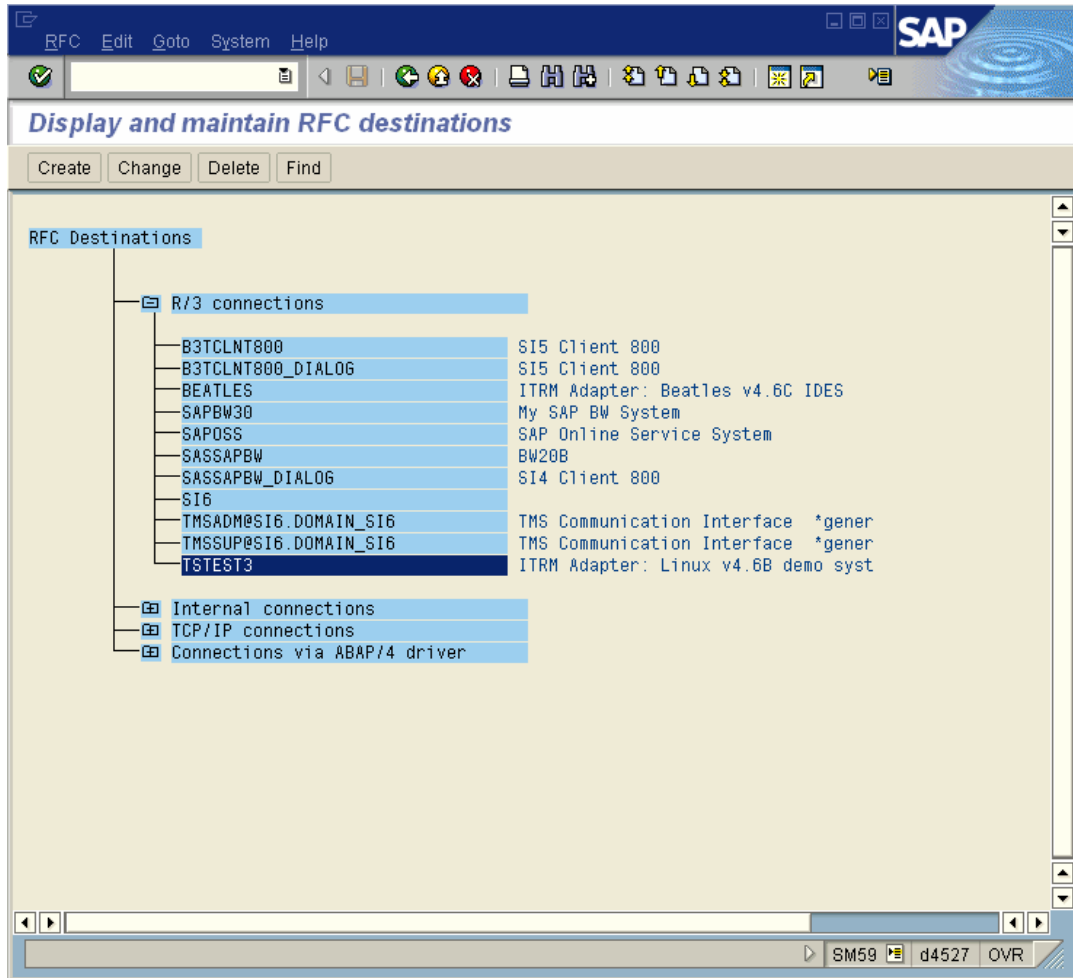 RFC Edit Goto System Help
SAP
Display and maintain RFC destinations
Create Change Delete Find
RFC Destinations
R/3 connections
B3TCLNT800 SI5 Client 800
B3TCLNT800_DIALOG SI5 Client 800
BEATLES ITRM Adapter: Beatles v4.6C IDES
SAPBW30 My SAP BW System
SAPOSS SAP Online Service System
SASSAPBW BW20B
SASSAPBW_DIALOG SI4 Client 800
SI6
TMSADM@SI6.DOMAIN_SI6 TMS Communication Interface *gener
TMSSUP@SI6.DOMAIN_SI6 TMS Communication Interface *gener
TSTEST3 ITRM Adapter: Linux v4.6B demo syst
Internal connections
TCP/IP connections
Connections via ABAP/4 driver
SM59 d4527 OVR